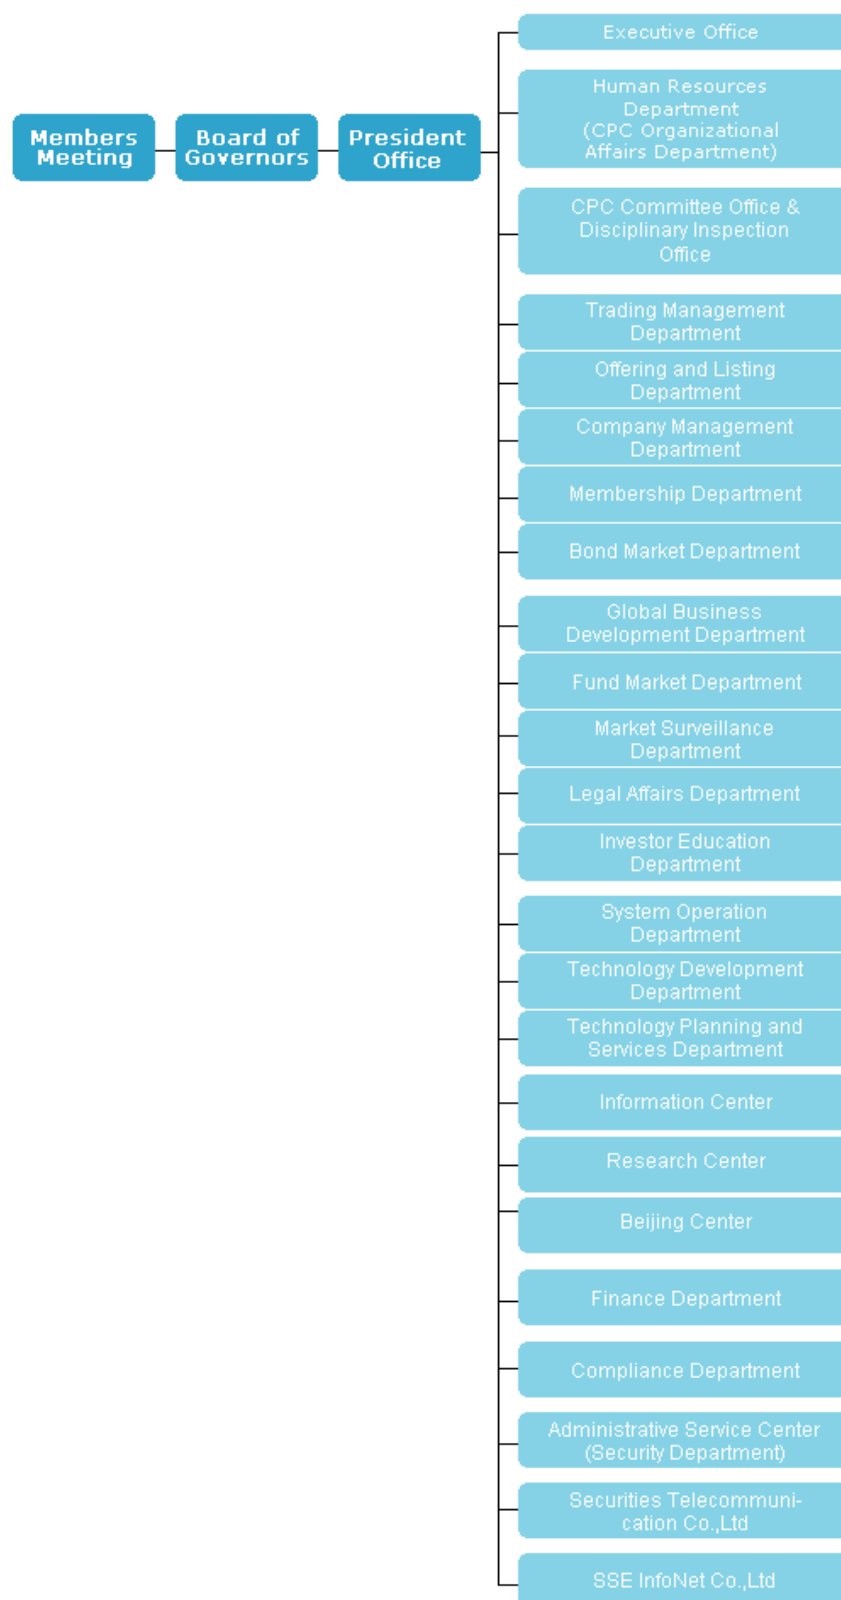 Members
Meeting
Board of
Governors
President
Office
Executive Office
Human Resources
Department
(CPC Organizational
Affairs Department)
CPC Committee Office &
Disciplinary Inspection
Office
Trading Management
Department
Offering and Listing
Department
Company Management
Department
Membership Department
Bond Market Department
Global Business
Development Department
Fund Market Department
Market Surveillance
Department
Legal Affairs Department
Investor Education
Department
System Operation
Department
Technology Development
Department
Technology Planning and
Services Department
Information Center
Research Center
Beijing Center
Finance Department
Compliance Department
Administrative Service Center
(Security Department)
Securities Telecommuni-
cation Co.,Ltd
SSE InfoNet Co.,Ltd